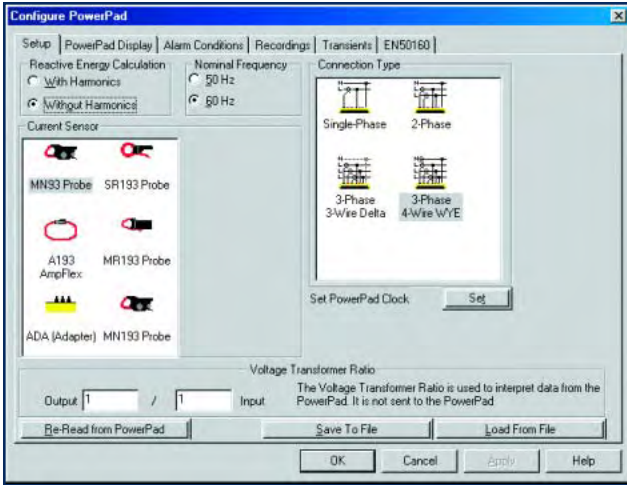 Configure PowerPad
Setup PowerPad Display Alarm Conditions Recordings Transients EN50160
Reactive Energy Calculation
With Harmonics
Without Harmonics
Nominal Frequency
50 Hz
60 Hz
Connection Type
Single-Phase 2-Phase
3-Phase
3-Wire Delta
3-Phase
4-Wire WYE
Current Sensor
MN93 Probe SR193 Probe
A193
AmpFlex
MR193 Probe
ADA (Adapter) MN193 Probe
Set PowerPad Clock Set
Voltage Transformer Ratio
Output 1 / 1 Input
The Voltage Transformer Ratio is used to interpret data from the
PowerPad. It is not sent to the PowerPad
Re-Read from PowerPad Save To File Load From File
OK Cancel Apply Help